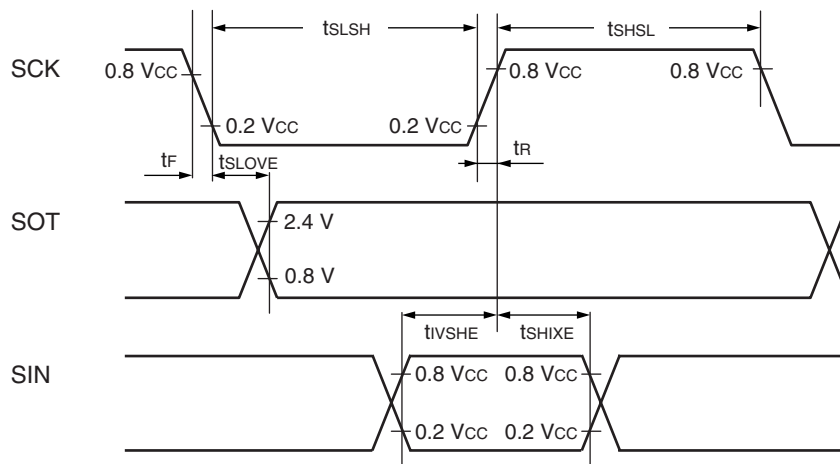 tSLSH tSHSL
SCK 0.8 VCC 0.8 VCC 0.8 VCC
0.2 VCC 0.2 VCC
tF tSLOVE tR
SOT 2.4 V
0.8 V
tIVSHE tSHIXE
SIN 0.8 VCC 0.8 VCC
0.2 VCC 0.2 VCC